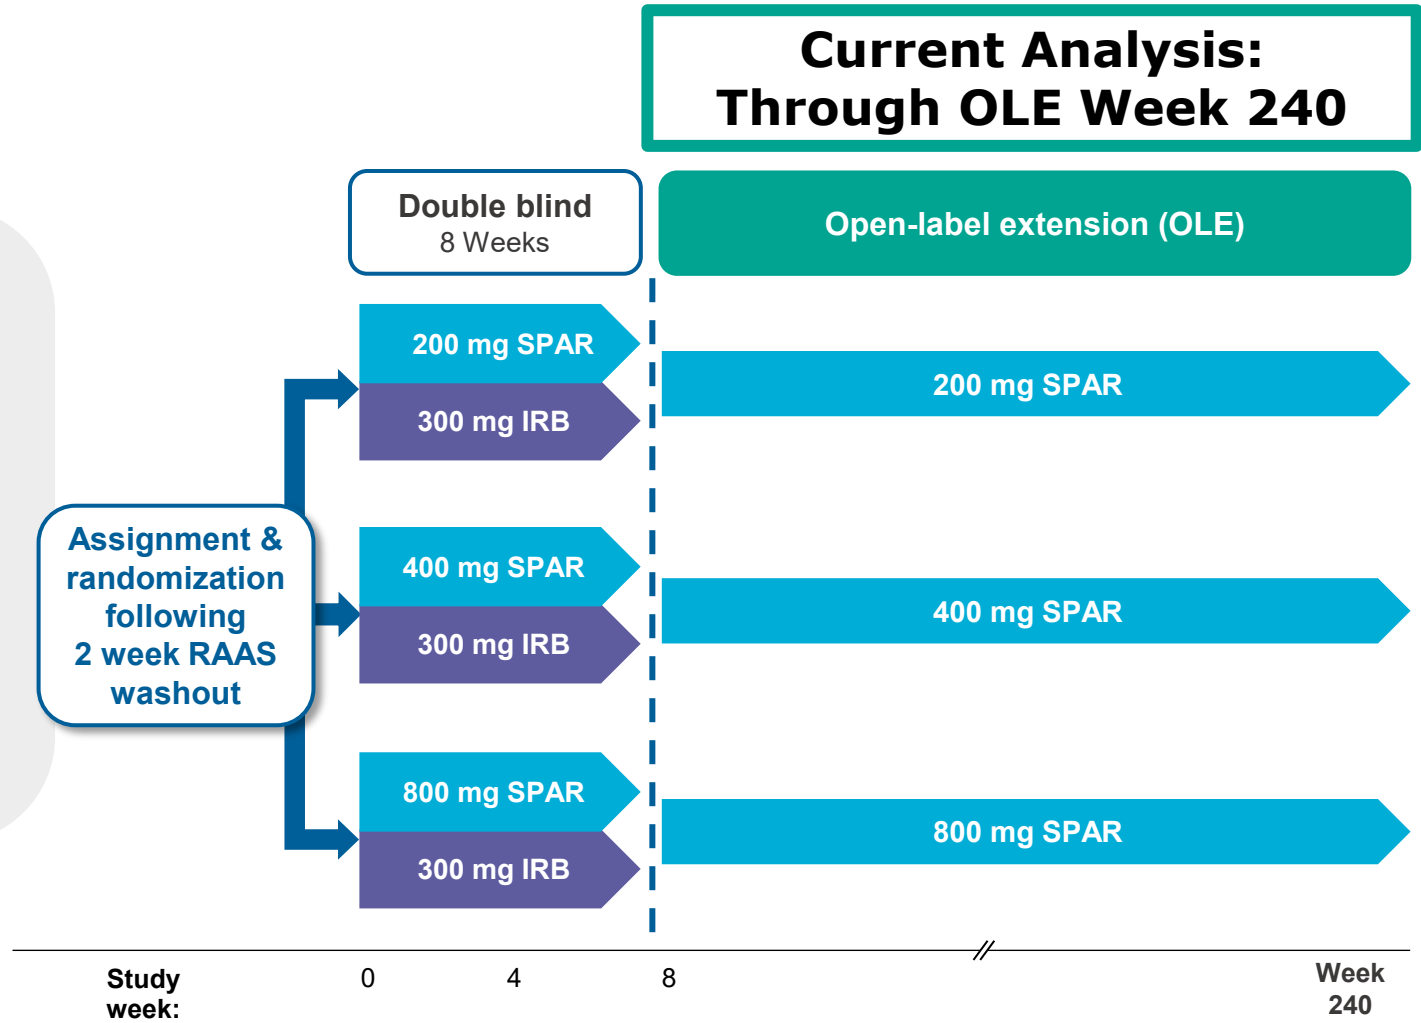 Current Analysis:
Through OLE Week 240
Double blind
8 Weeks
Open-label extension (OLE)
200 mg SPAR
300 mg IRB
200 mg SPAR
Assignment &
randomization
following
2 week RAAS
washout
400 mg SPAR
300 mg IRB
400 mg SPAR
800 mg SPAR
300 mg IRB
800 mg SPAR
Study
week:
0 4 8
Week
240